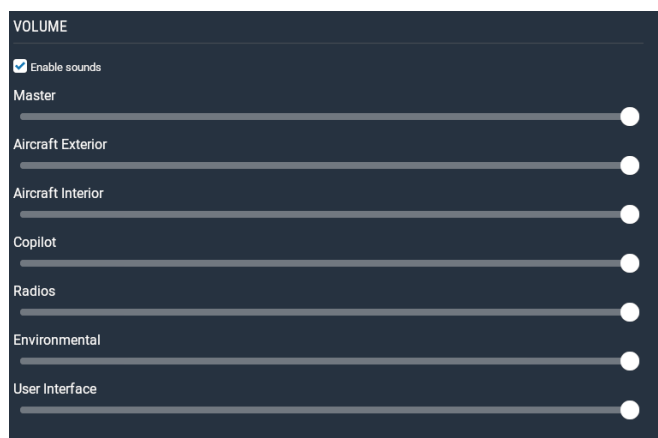 VOLUME
Enable sounds
Master
Aircraft Exterior
Aircraft Interior
Copilot
Radios
Environmental
User Interface